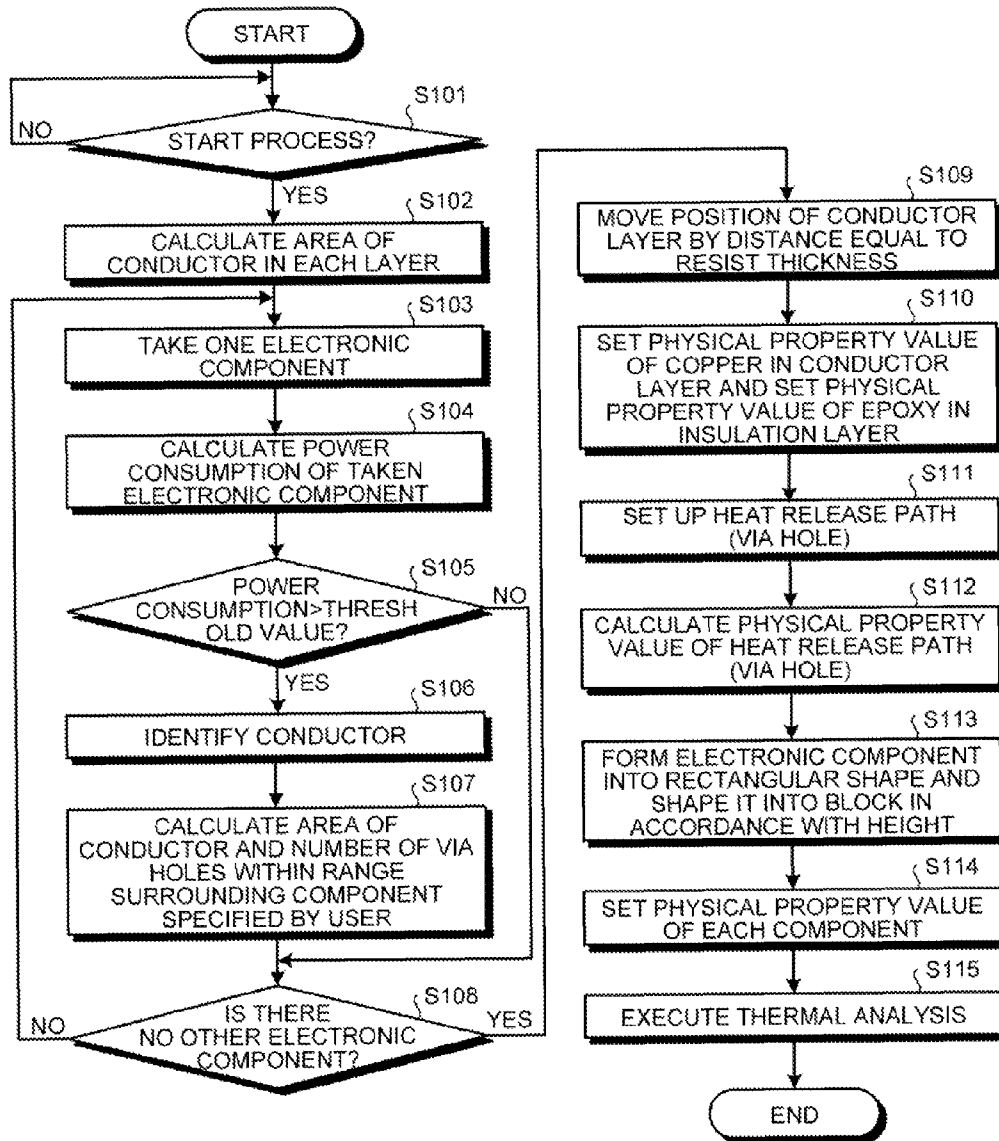 START
S101
START PROCESS?
NO
YES
S102
CALCULATE AREA OF
CONDUCTOR IN EACH LAYER
S103
TAKE ONE ELECTRONIC
COMPONENT
S104
CALCULATE POWER
CONSUMPTION OF TAKEN
ELECTRONIC COMPONENT
S105
POWER
CONSUMPTION>THRESH
OLD VALUE?
NO
YES
S106
IDENTIFY CONDUCTOR
S107
CALCULATE AREA OF
CONDUCTOR AND NUMBER OF VIA
HOLES WITHIN RANGE
SURROUNDING COMPONENT
SPECIFIED BY USER
S108
IS THERE
NO OTHER ELECTRONIC
COMPONENT?
NO
YES
S109
MOVE POSITION OF CONDUCTOR
LAYER BY DISTANCE EQUAL TO
RESIST THICKNESS
S110
SET PHYSICAL PROPERTY VALUE
OF COPPER IN CONDUCTOR
LAYER AND SET PHYSICAL
PROPERTY VALUE OF EPOXY IN
INSULATION LAYER
S111
SET UP HEAT RELEASE PATH
(VIA HOLE)
S112
CALCULATE PHYSICAL PROPERTY
VALUE OF HEAT RELEASE PATH
(VIA HOLE)
S113
FORM ELECTRONIC COMPONENT
INTO RECTANGULAR SHAPE AND
SHAPE IT INTO BLOCK IN
ACCORDANCE WITH HEIGHT
S114
SET PHYSICAL PROPERTY VALUE
OF EACH COMPONENT
S115
EXECUTE THERMAL ANALYSIS
END